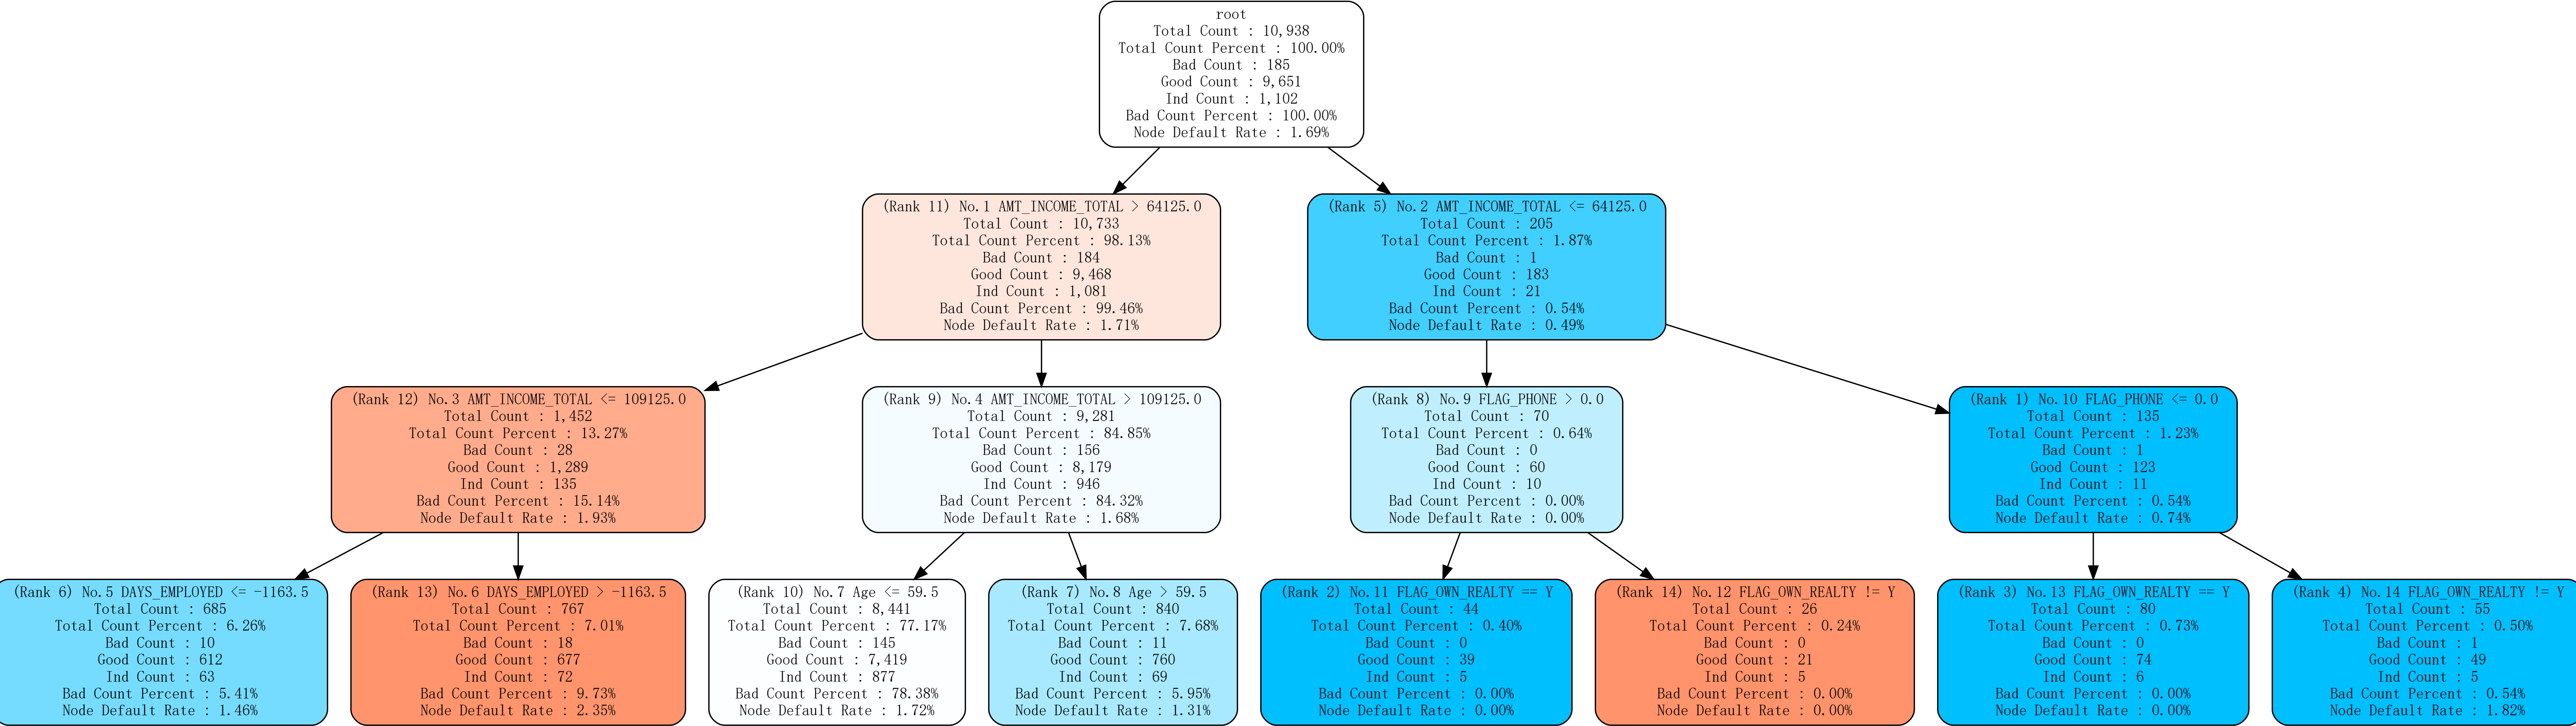 root
Total Count : 10,938
Total Count Percent : 100.00%
Bad Count : 185
Good Count : 9,651
Ind Count : 1,102
Bad Count Percent : 100.00%
Node Default Rate : 1.69%
(Rank 11) No.1 AMT_INCOME_TOTAL > 64125.0
Total Count : 10,733
Total Count Percent : 98.13%
Bad Count : 184
Good Count : 9,468
Ind Count : 1,081
Bad Count Percent : 99.46%
Node Default Rate : 1.71%
(Rank 5) No.2 AMT_INCOME_TOTAL <= 64125.0
Total Count : 205
Total Count Percent : 1.87%
Bad Count : 1
Good Count : 183
Ind Count : 21
Bad Count Percent : 0.54%
Node Default Rate : 0.49%
(Rank 12) No.3 AMT_INCOME_TOTAL <= 109125.0
Total Count : 1,452
Total Count Percent : 13.27%
Bad Count : 28
Good Count : 1,289
Ind Count : 135
Bad Count Percent : 15.14%
Node Default Rate : 1.93%
(Rank 9) No.4 AMT_INCOME_TOTAL > 109125.0
Total Count : 9,281
Total Count Percent : 84.85%
Bad Count : 156
Good Count : 8,179
Ind Count : 946
Bad Count Percent : 84.32%
Node Default Rate : 1.68%
(Rank 8) No.9 FLAG_PHONE > 0.0
Total Count : 70
Total Count Percent : 0.64%
Bad Count : 0
Good Count : 60
Ind Count : 10
Bad Count Percent : 0.00%
Node Default Rate : 0.00%
(Rank 1) No.10 FLAG_PHONE <= 0.0
Total Count : 135
Total Count Percent : 1.23%
Bad Count : 1
Good Count : 123
Ind Count : 11
Bad Count Percent : 0.54%
Node Default Rate : 0.74%
(Rank 6) No.5 DAYS_EMPLOYED <= -1163.5
Total Count : 685
Total Count Percent : 6.26%
Bad Count : 10
Good Count : 612
Ind Count : 63
Bad Count Percent : 5.41%
Node Default Rate : 1.46%
(Rank 13) No.6 DAYS_EMPLOYED > -1163.5
Total Count : 767
Total Count Percent : 7.01%
Bad Count : 18
Good Count : 677
Ind Count : 72
Bad Count Percent : 9.73%
Node Default Rate : 2.35%
(Rank 10) No.7 Age <= 59.5
Total Count : 8,441
Total Count Percent : 77.17%
Bad Count : 145
Good Count : 7,419
Ind Count : 877
Bad Count Percent : 78.38%
Node Default Rate : 1.72%
(Rank 7) No.8 Age > 59.5
Total Count : 840
Total Count Percent : 7.68%
Bad Count : 11
Good Count : 760
Ind Count : 69
Bad Count Percent : 5.95%
Node Default Rate : 1.31%
(Rank 2) No.11 FLAG_OWN_REALTY == Y
Total Count : 44
Total Count Percent : 0.40%
Bad Count : 0
Good Count : 39
Ind Count : 5
Bad Count Percent : 0.00%
Node Default Rate : 0.00%
(Rank 14) No.12 FLAG_OWN_REALTY != Y
Total Count : 26
Total Count Percent : 0.24%
Bad Count : 0
Good Count : 21
Ind Count : 5
Bad Count Percent : 0.00%
Node Default Rate : 0.00%
(Rank 3) No.13 FLAG_OWN_REALTY == Y
Total Count : 80
Total Count Percent : 0.73%
Bad Count : 0
Good Count : 74
Ind Count : 6
Bad Count Percent : 0.00%
Node Default Rate : 0.00%
(Rank 4) No.14 FLAG_OWN_REALTY != Y
Total Count : 55
Total Count Percent : 0.50%
Bad Count : 1
Good Count : 49
Ind Count : 5
Bad Count Percent : 0.54%
Node Default Rate : 1.82%